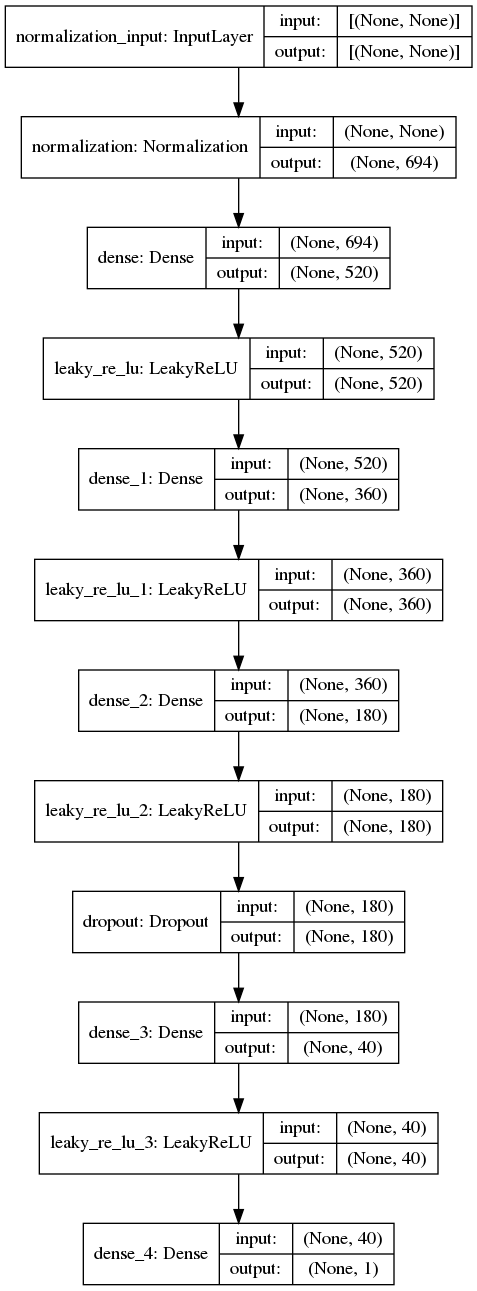 normalization_input: InputLayer
input: [(None, None)]
output: [(None, None)]
normalization: Normalization
input: (None, None)
output: (None, 694)
dense: Dense
input: (None, 694)
output: (None, 520)
leaky_re_lu: LeakyReLU
input: (None, 520)
output: (None, 520)
dense_1: Dense
input: (None, 520)
output: (None, 360)
leaky_re_lu_1: LeakyReLU
input: (None, 360)
output: (None, 360)
dense_2: Dense
input: (None, 360)
output: (None, 180)
leaky_re_lu_2: LeakyReLU
input: (None, 180)
output: (None, 180)
dropout: Dropout
input: (None, 180)
output: (None, 180)
dense_3: Dense
input: (None, 180)
output: (None, 40)
leaky_re_lu_3: LeakyReLU
input: (None, 40)
output: (None, 40)
dense_4: Dense
input: (None, 40)
output: (None, 1)